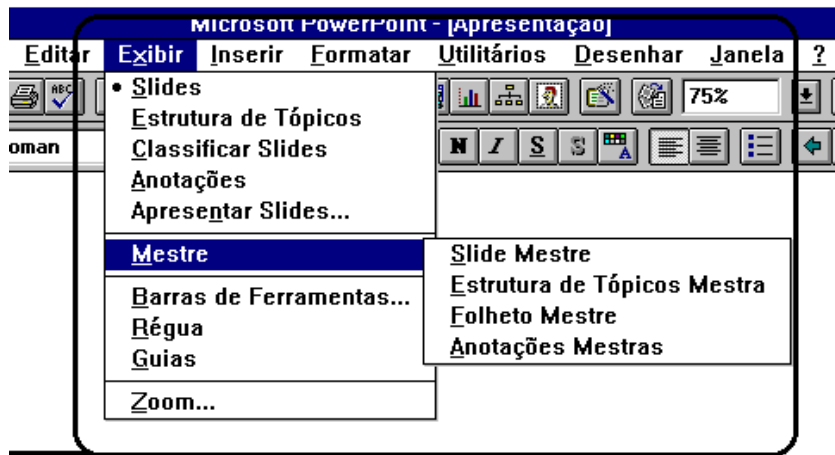 Microsoft PowerPoint - [Apresentação]
Editar Exibir Inserir Formatar Utilitários Desenhar Janela ?
ABC 75%
oman N I S S A
• Slides
Estrutura de Tópicos
Classificar Slides
Anotações
Apresentar Slides...
Mestre
Slide Mestre
Estrutura de Tópicos Mestra
Folheto Mestre
Anotações Mestras
Barras de Ferramentas...
Régua
Guias
Zoom...